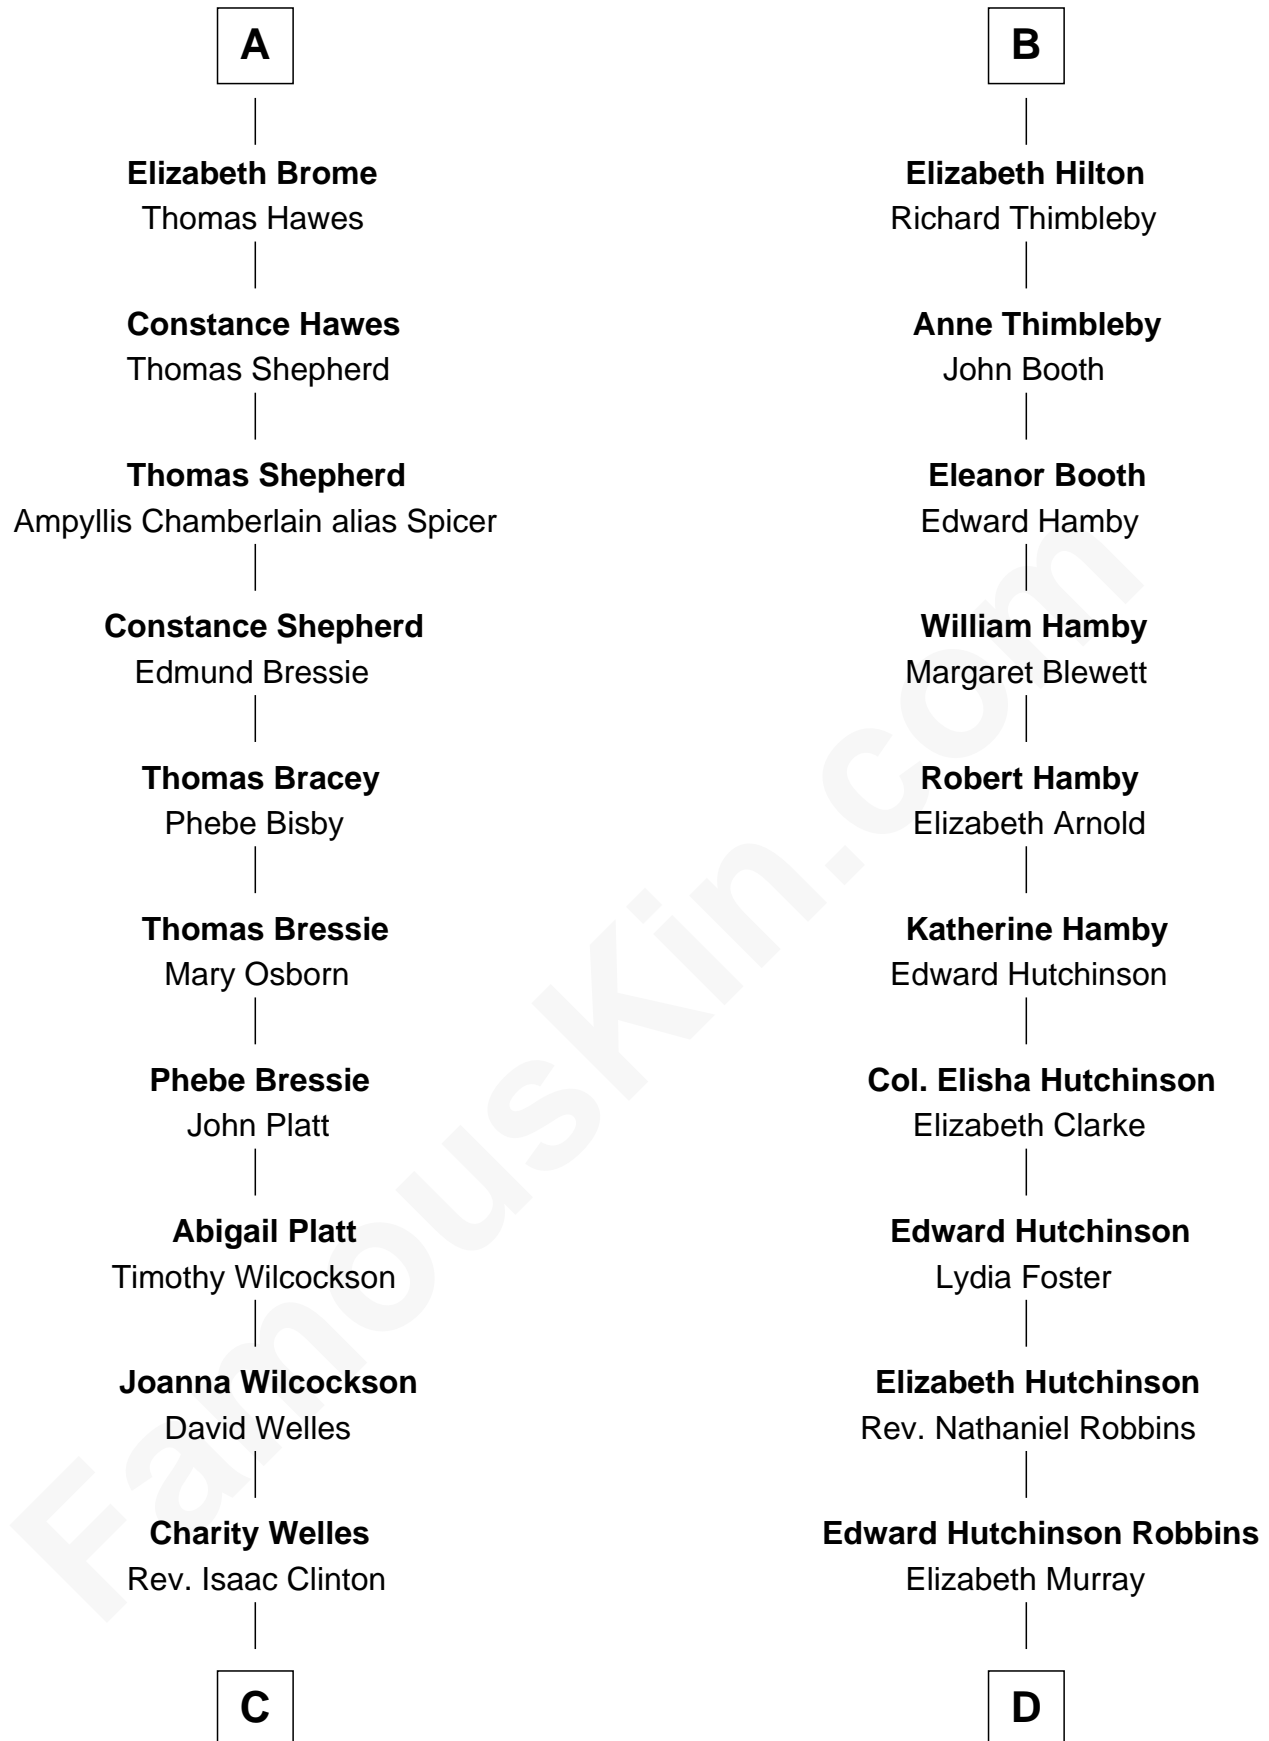 A
Elizabeth Brome
Thomas Hawes
Constance Hawes
Thomas Shepherd
Thomas Shepherd
Ampyllis Chamberlain alias Spicer
Constance Shepherd
Edmund Bressie
Thomas Bracey
Phebe Bisby
Thomas Bressie
Mary Osborn
Phebe Bressie
John Platt
Abigail Platt
Timothy Wilcockson
Joanna Wilcockson
David Welles
Charity Welles
Rev. Isaac Clinton
C
B
Elizabeth Hilton
Richard Thimbleby
Anne Thimbleby
John Booth
Eleanor Booth
Edward Hamby
William Hamby
Margaret Blewett
Robert Hamby
Elizabeth Arnold
Katherine Hamby
Edward Hutchinson
Col. Elisha Hutchinson
Elizabeth Clarke
Edward Hutchinson
Lydia Foster
Elizabeth Hutchinson
Rev. Nathaniel Robbins
Edward Hutchinson Robbins
Elizabeth Murray
D
FamousKin.com